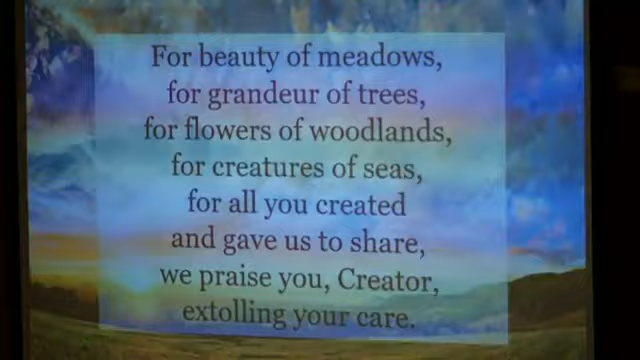 For beauty of meadows,
for grandeur of trees,
for flowers of woodlands,
for creatures of seas,
for all you created
and gave us to share,
we praise you, Creator,
extolling your care.